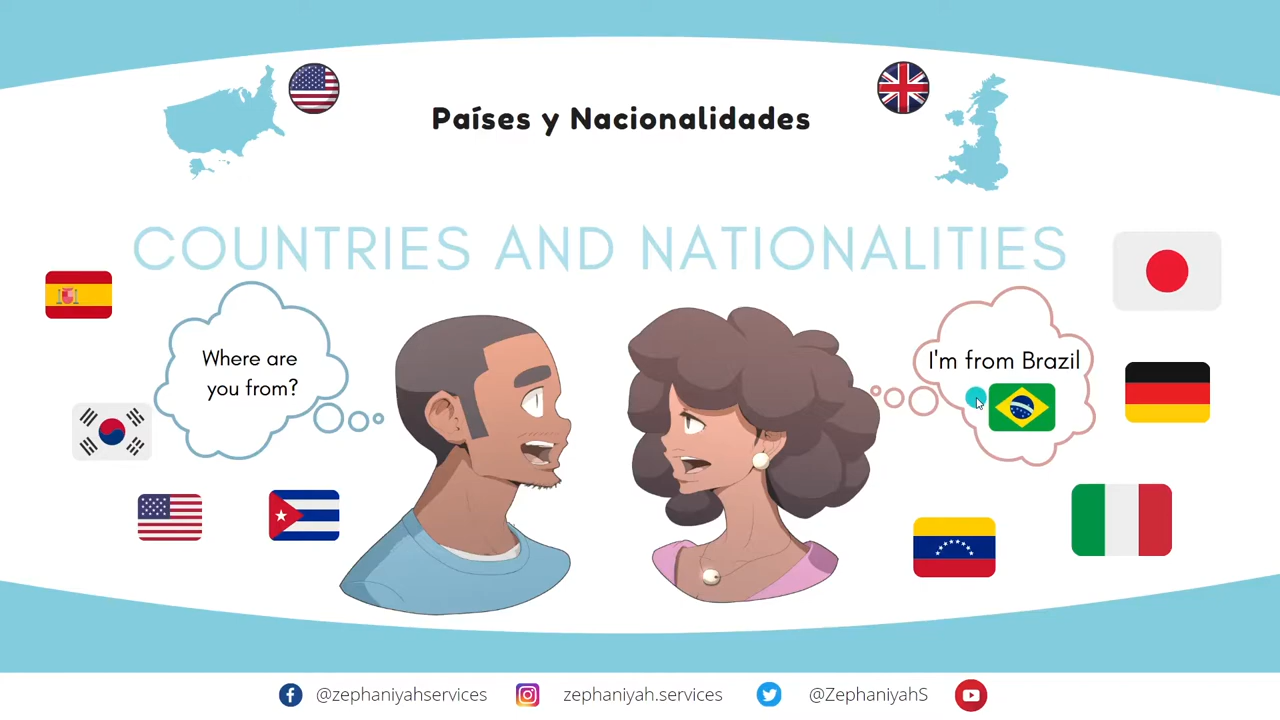 Países y Nacionalidades
COUNTRIES AND NATIONALITIES
Where are
you from?
I'm from Brazil
@zephaniyahservices
zephaniyah.services
@ZephaniyahS